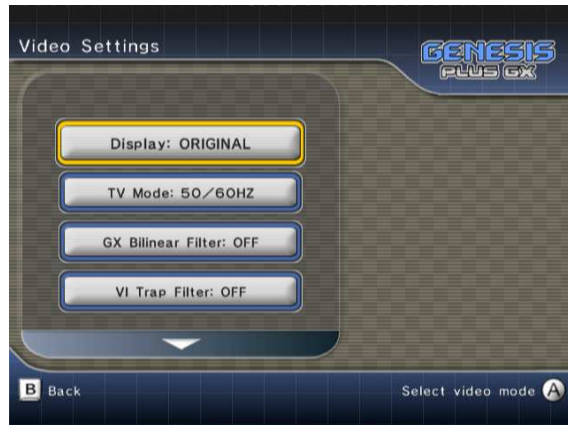 Video Settings
GENESIS
PLUS GX
Display: ORIGINAL
TV Mode: 50/60HZ
GX Bilinear Filter: OFF
VI Trap Filter: OFF
B Back
Select video mode A